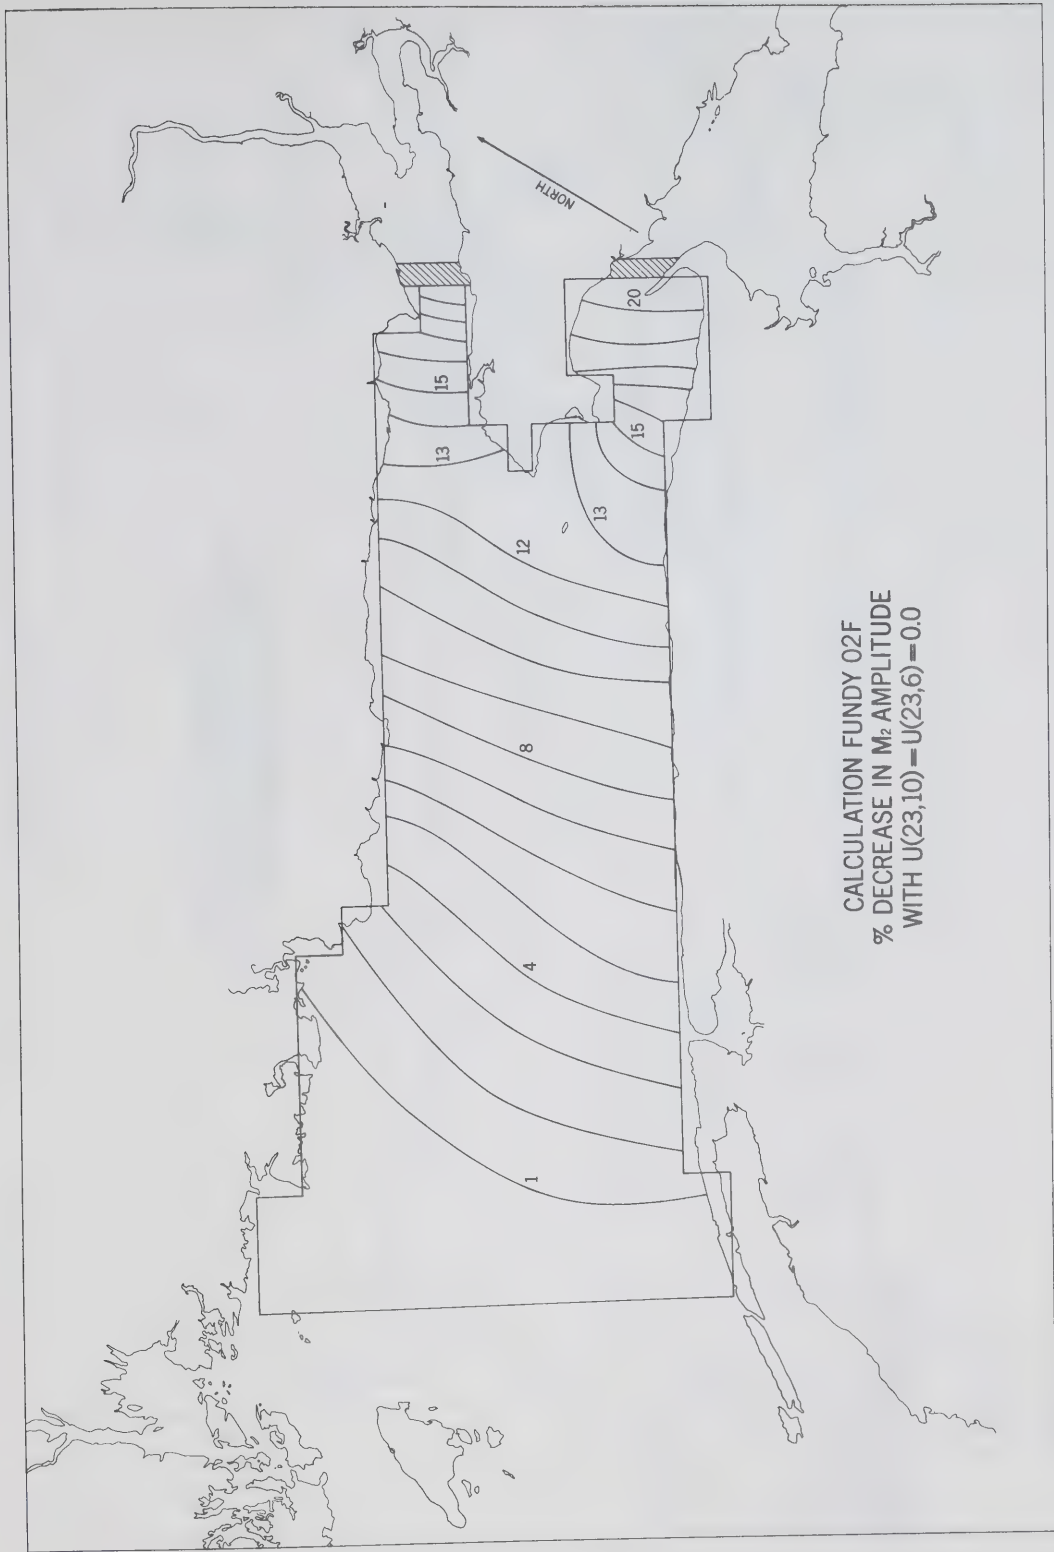 NORTH
20
15
15
13
13
12
8
4
1
CALCULATION FUNDY 02F
% DECREASE IN M₂ AMPLITUDE
WITH U(23,10) = U(23,6) = 0.0